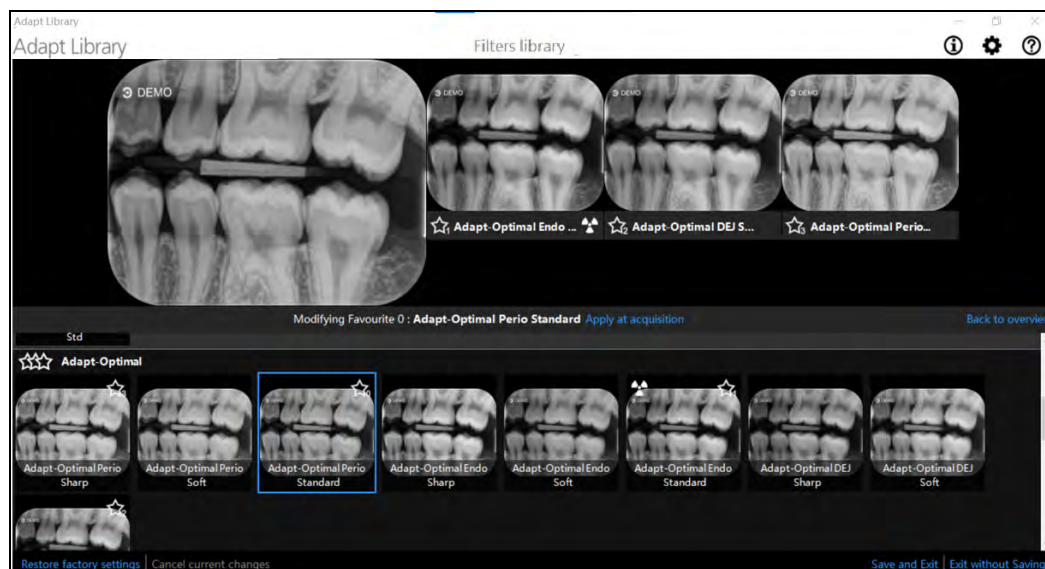 Adapt Library
Adapt Library
Filters library
DEMO
DEMO
DEMO
DEMO
1 Adapt-Optimal Endo ...
2 Adapt-Optimal DEJ S...
3 Adapt-Optimal Perio...
Modifying Favourite 0 : Adapt-Optimal Perio Standard Apply at acquisition
Back to overview
Std
Adapt-Optimal
Adapt-Optimal Perio
Sharp
Adapt-Optimal Perio
Soft
Adapt-Optimal Perio
Standard
Adapt-Optimal Endo
Sharp
Adapt-Optimal Endo
Soft
Adapt-Optimal Endo
Standard
Adapt-Optimal DEJ
Sharp
Adapt-Optimal DEJ
Soft
Restore factory settings | Cancel current changes
Save and Exit | Exit without Saving